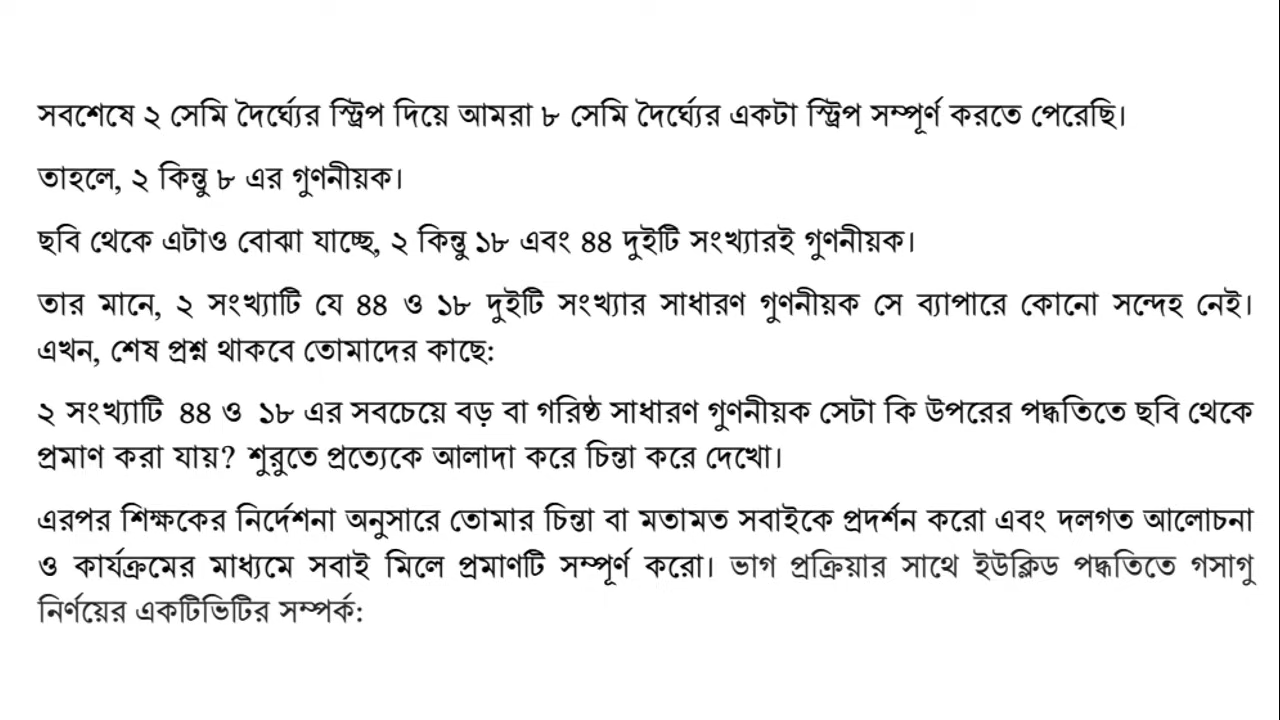 সবশেষে ২ সেমি দৈর্ঘ্যের স্ট্রিপ দিয়ে আমরা ৮ সেমি দৈর্ঘ্যের একটা স্ট্রিপ সম্পূর্ণ করতে পেরেছি।
তাহলে, ২ কিন্তু ৮ এর গুণনীয়ক।
ছবি থেকে এটাও বোঝা যাচ্ছে, ২ কিন্তু ১৮ এবং ৪৪ দুইটি সংখ্যারই গুণনীয়ক।
তার মানে, ২ সংখ্যাটি যে ৪৪ ও ১৮ দুইটি সংখ্যার সাধারণ গুণনীয়ক সে ব্যাপারে কোনো সন্দেহ নেই।
এখন, শেষ প্রশ্ন থাকবে তোমাদের কাছে:
২ সংখ্যাটি ৪৪ ও ১৮ এর সবচেয়ে বড় বা গরিষ্ঠ সাধারণ গুণনীয়ক সেটা কি উপরের পদ্ধতিতে ছবি থেকে
প্রমাণ করা যায়? শুরুতে প্রত্যেকে আলাদা করে চিন্তা করে দেখো।
এরপর শিক্ষকের নির্দেশনা অনুসারে তোমার চিন্তা বা মতামত সবাইকে প্রদর্শন করো এবং দলগত আলোচনা
ও কার্যক্রমের মাধ্যমে সবাই মিলে প্রমাণটি সম্পূর্ণ করো। ভাগ প্রক্রিয়ার সাথে ইউক্লিড পদ্ধতিতে গসাগু
নির্ণয়ের একটিভিটির সম্পর্ক: